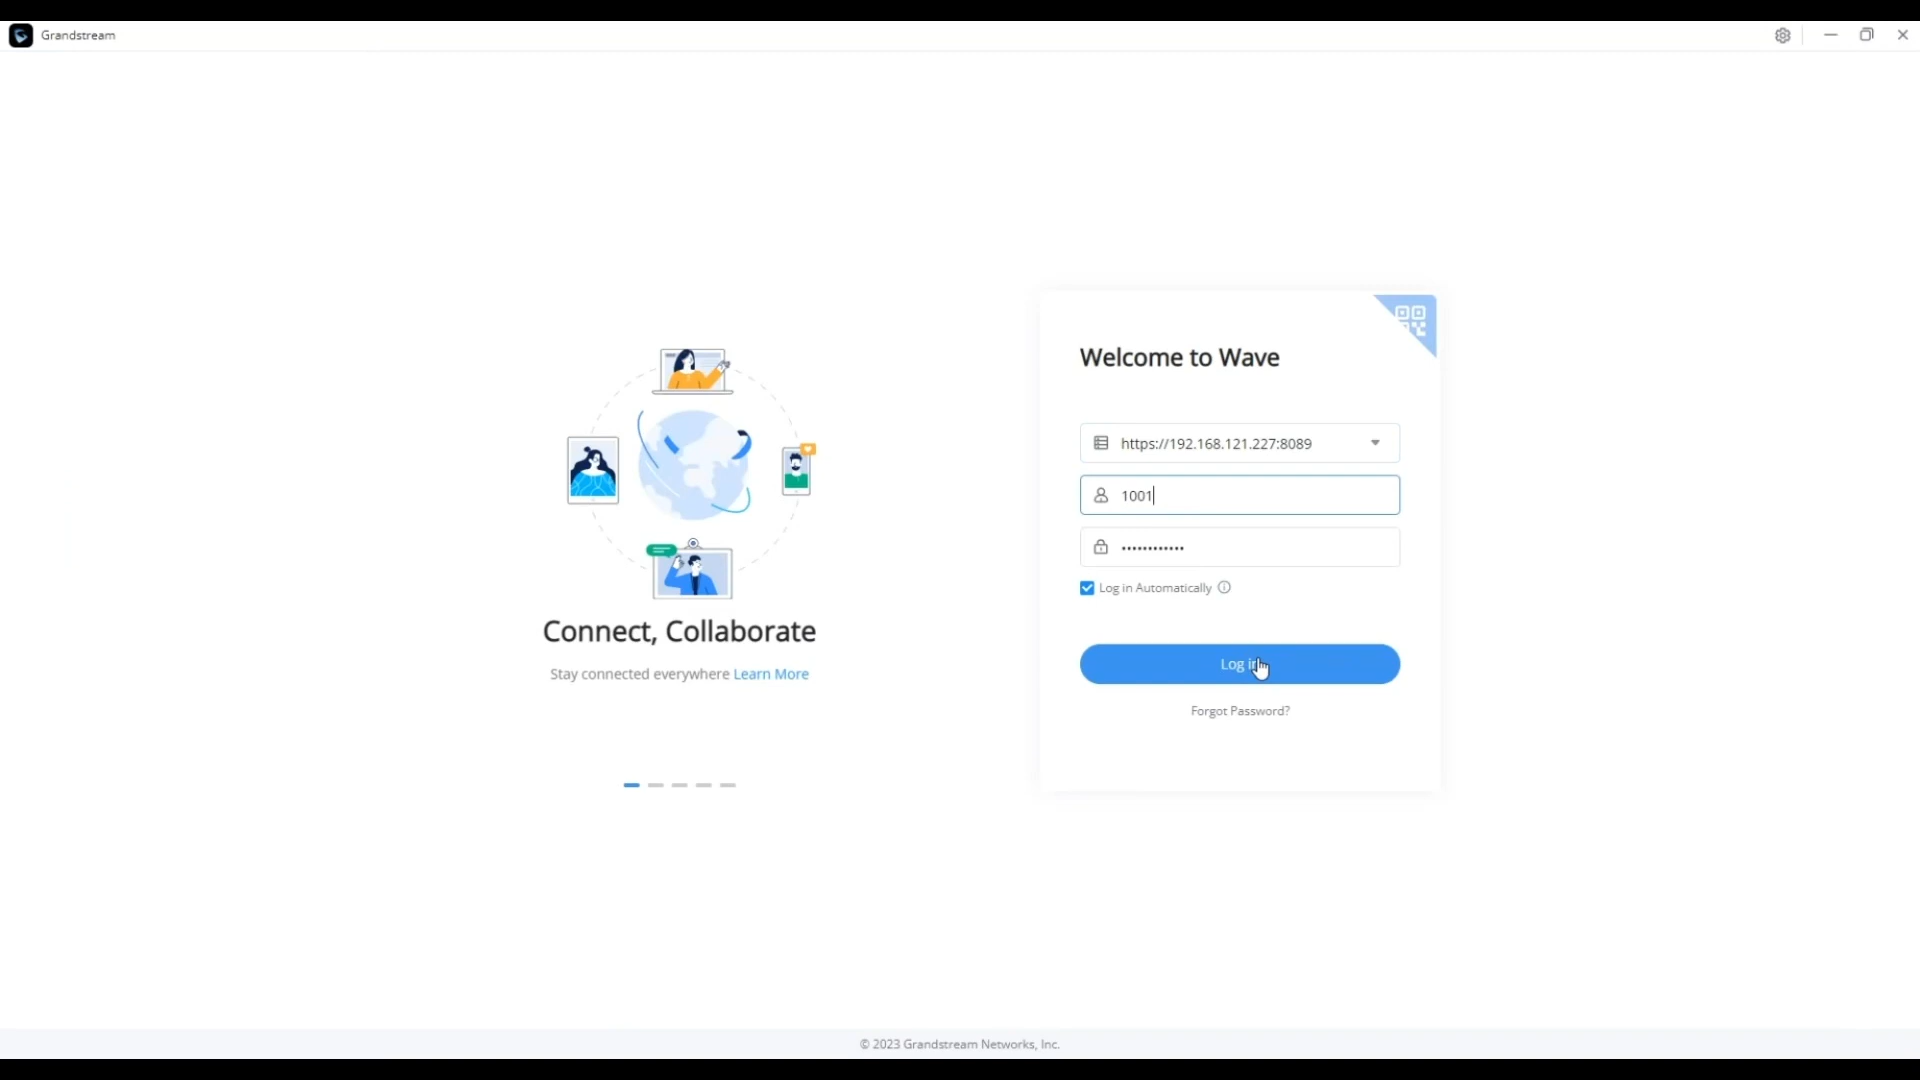 Grandstream
Welcome to Wave
https://192.168.121.227:8089
1001
••••••••••••
Log in Automatically
Log in
Forgot Password?
Connect, Collaborate
Stay connected everywhere Learn More
© 2023 Grandstream Networks, Inc.